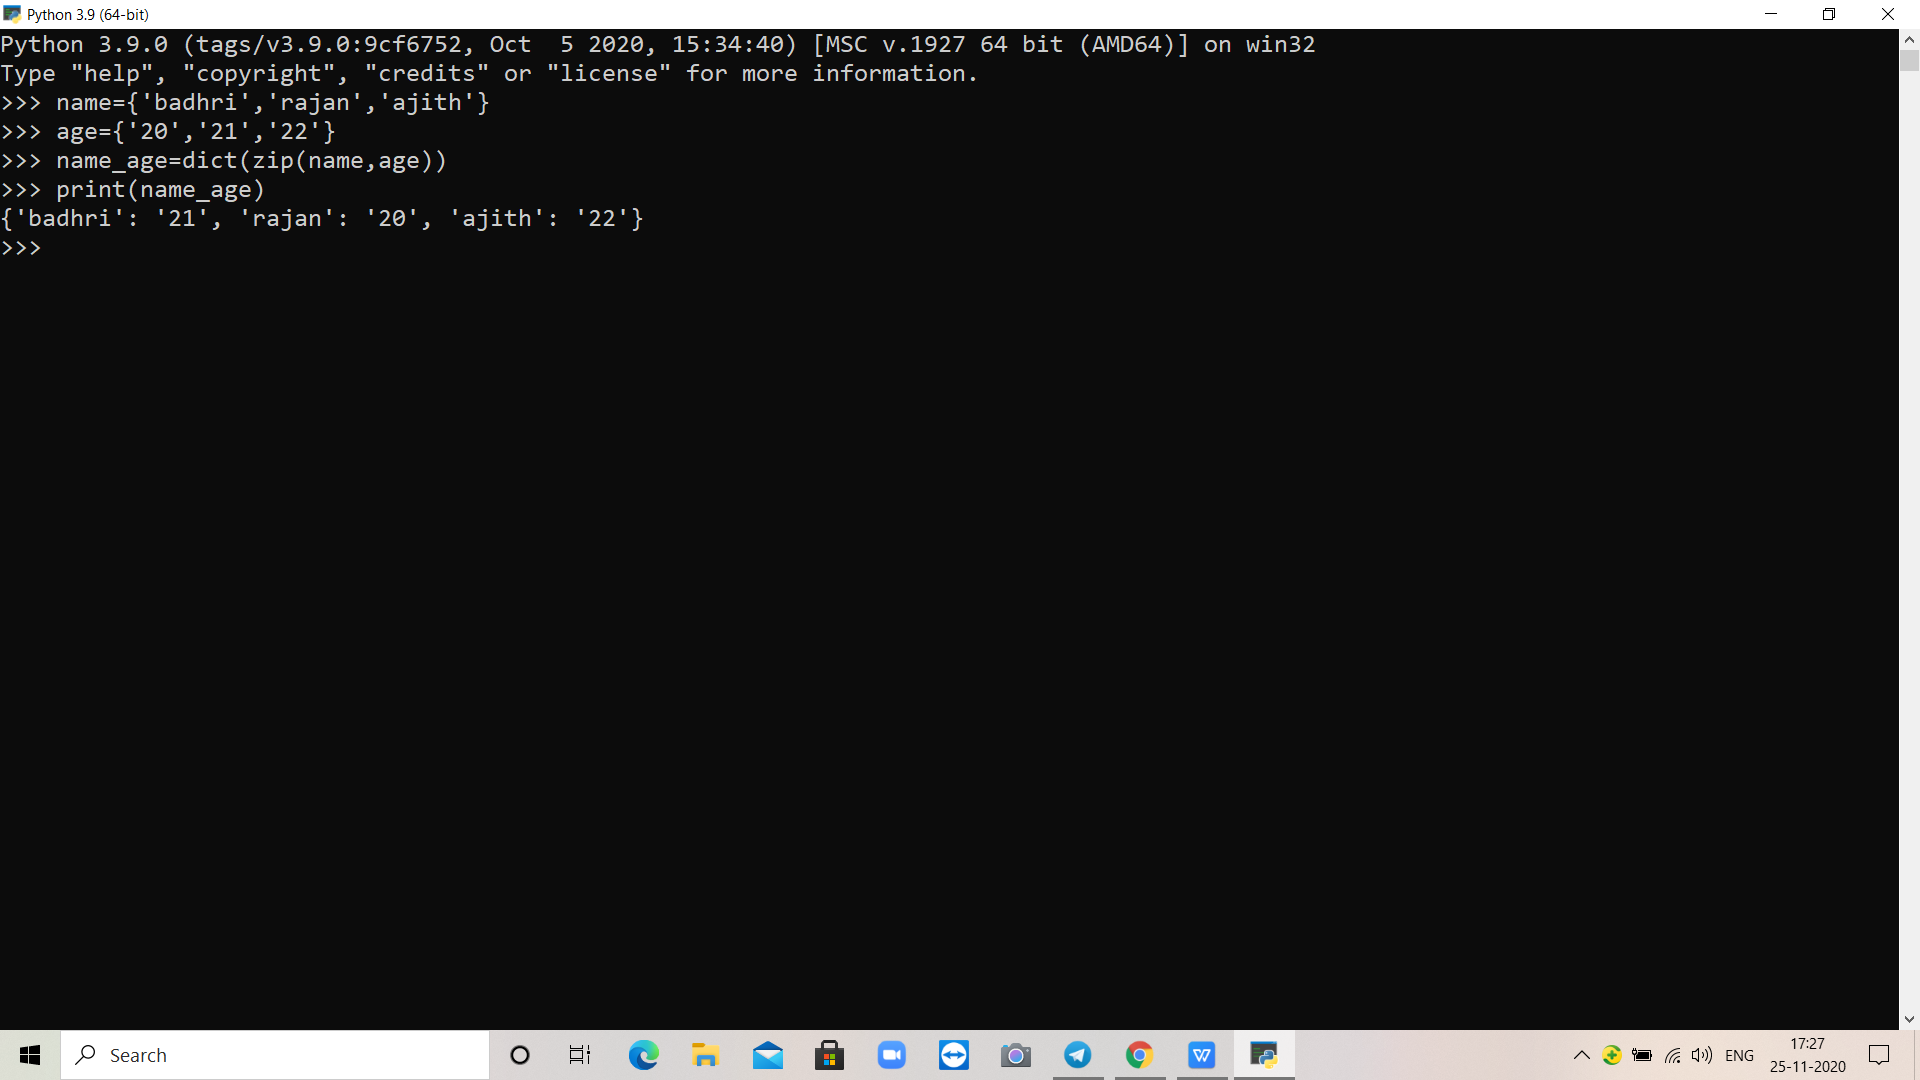 Python 3.9 (64-bit)
Python 3.9.0 (tags/v3.9.0:9cf6752, Oct  5 2020, 15:34:40) [MSC v.1927 64 bit (AMD64)] on win32
Type "help", "copyright", "credits" or "license" for more information.
>>> name={'badhri','rajan','ajith'}
>>> age={'20','21','22'}
>>> name_age=dict(zip(name,age))
>>> print(name_age)
{'badhri': '21', 'rajan': '20', 'ajith': '22'}
>>>
Search
ENG
17:27
25-11-2020